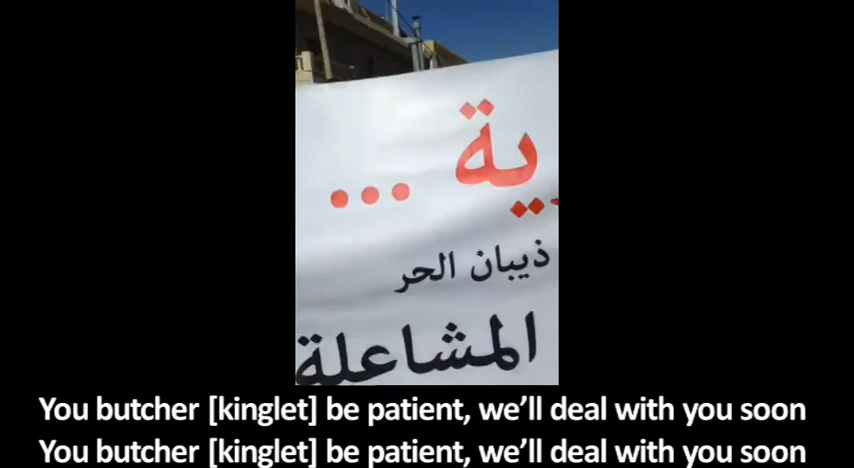 ية ...
ذيبان الحر
المشاعلة
You butcher [kinglet] be patient, we'll deal with you soon
You butcher [kinglet] be patient, we'll deal with you soon